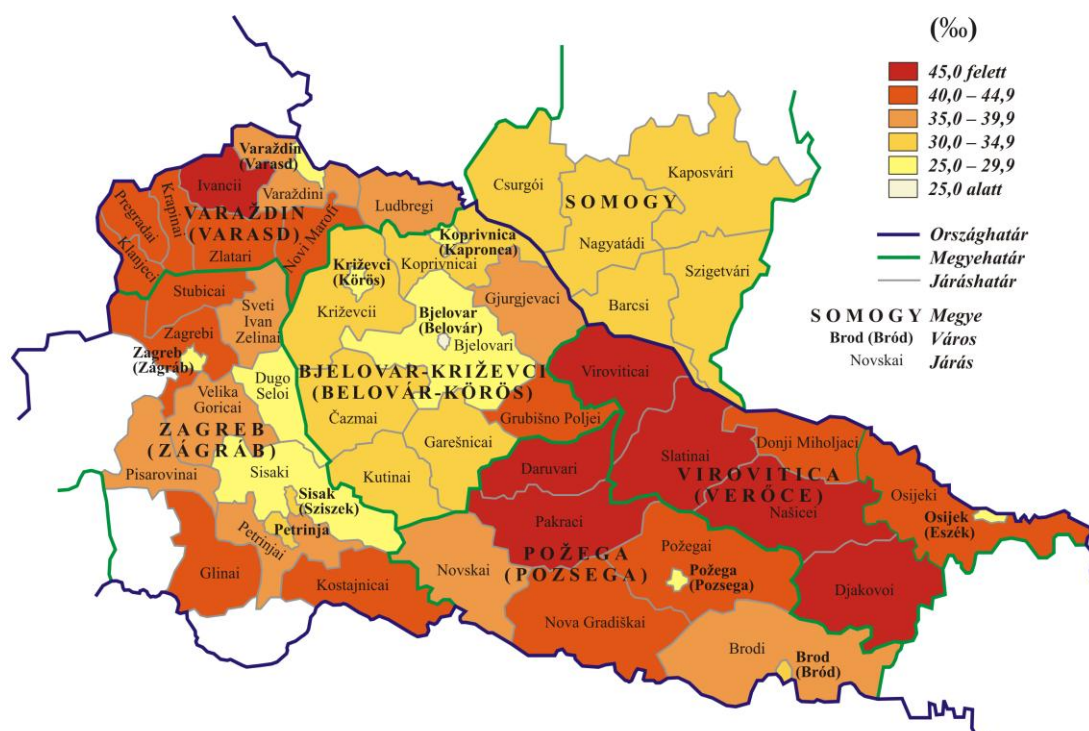 (‰)
45,0 felett
40,0 – 44,9
35,0 – 39,9
30,0 – 34,9
25,0 – 29,9
25,0 alatt
Országhatár
Megyehatár
Járáshatár
SOMOGY Megye
Brod (Bród) Város
Novskai Járás
Varaždin
(Varasd)
Ivancii
Varaždini
Ludbregi
Pregradai
Krapinai
Klanjeci
VARAŽDIN
(VARASD)
Zlatari
Novi Marofi
Csurgói
Kaposvári
SOMOGY
Nagyatádi
Szigetvári
Barcsi
Koprivnica
(Kapronca)
Koprivnicai
Križevci
(Körös)
Križevcii
Gjurgjevaci
Bjelovar
(Belovár)
Bjelovari
BJELOVAR-KRIŽEVCI
(BELOVÁR-KÖRÖS)
Čazmai
Garešnicai
Kutinai
Grubišno Poljei
Stubicai
Sveti
Ivan
Zelinai
Zagrebi
Zagreb
(Zágráb)
Dugo
Seloi
Velika
Goricai
ZAGREB
(ZÁGRÁB)
Pisarovinai
Sisaki
Sisak
(Sziszek)
Petrinja
Petrinjai
Glinai
Kostajnicai
Viroviticai
Slatinai
Donji Miholjaci
VIROVITICA
(VERŐCE)
Našicei
Osijeki
Osijek
(Eszék)
Djakovoi
Daruvari
Pakraci
POŽEGA
(POZSEGA)
Požegai
Požega
(Pozsega)
Novskai
Nova Gradiškai
Brodi
Brod
(Bród)